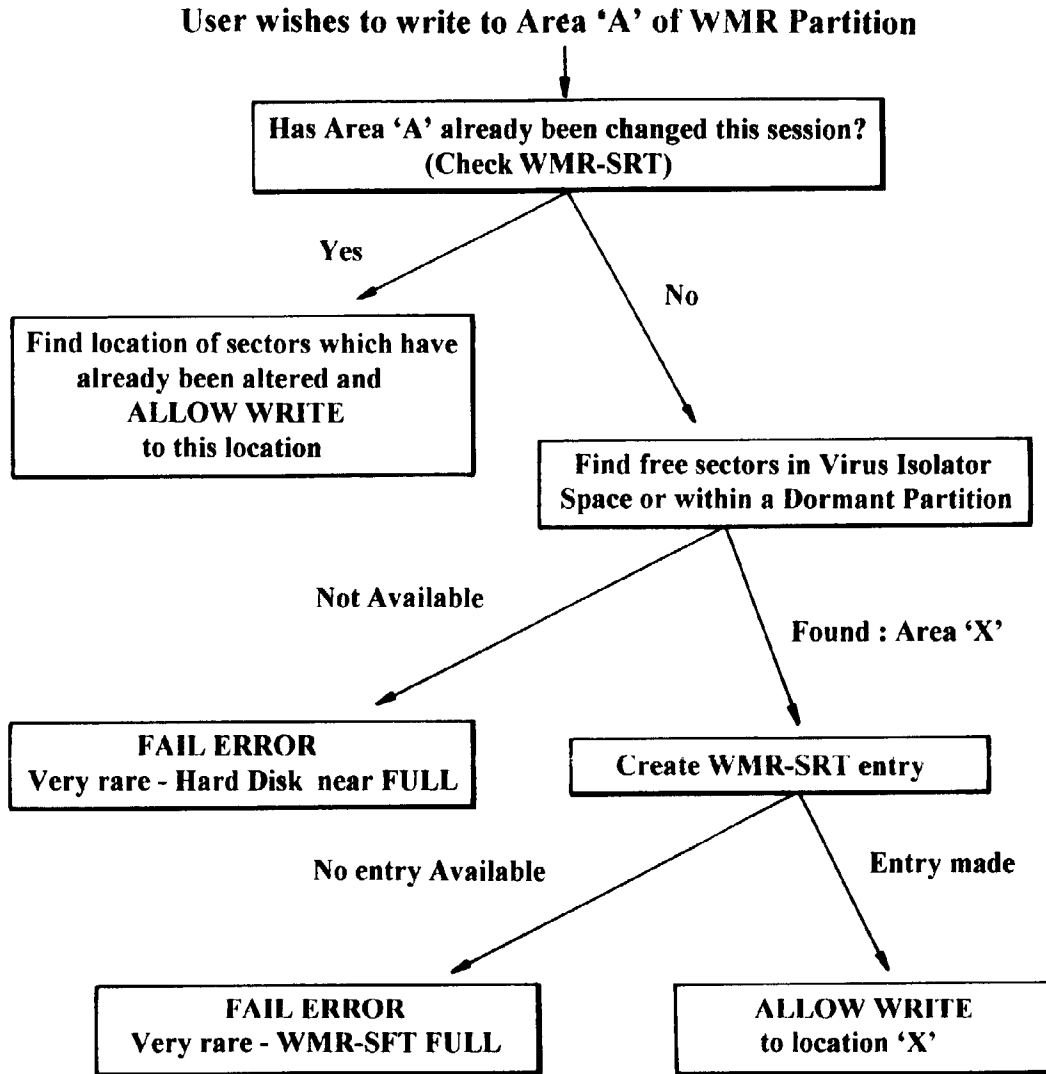 User wishes to write to Area ‘A’ of WMR Partition
Has Area ‘A’ already been changed this session?
(Check WMR-SRT)
Yes
No
Find location of sectors which have
already been altered and
ALLOW WRITE
to this location
Find free sectors in Virus Isolator
Space or within a Dormant Partition
Not Available
Found : Area ‘X’
FAIL ERROR
Very rare - Hard Disk near FULL
Create WMR-SRT entry
No entry Available
Entry made
FAIL ERROR
Very rare - WMR-SFT FULL
ALLOW WRITE
to location ‘X’